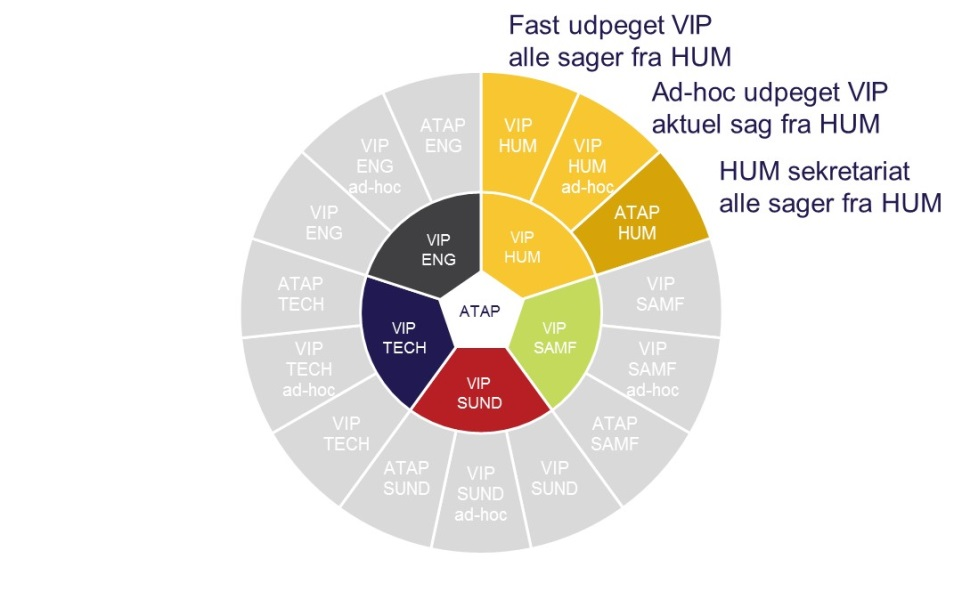 Fast udpeget VIP
alle sager fra HUM
Ad-hoc udpeget VIP
aktuel sag fra HUM
HUM sekretariat
alle sager fra HUM
VIP
HUM
VIP
HUM
ad-hoc
ATAP
HUM
VIP
SAMF
VIP
SAMF
ad-hoc
ATAP
SAMF
VIP
SUND
VIP
SUND
ad-hoc
ATAP
SUND
VIP
TECH
VIP
TECH
ad-hoc
ATAP
TECH
VIP
ENG
VIP
ENG
ad-hoc
ATAP
ENG
VIP
HUM
VIP
SAMF
VIP
SUND
VIP
TECH
VIP
ENG
ATAP